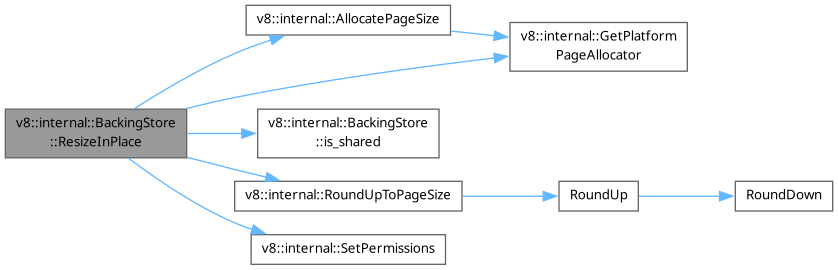 v8::internal::AllocatePageSize
v8::internal::GetPlatform
PageAllocator
v8::internal::BackingStore
::ResizeInPlace
v8::internal::BackingStore
::is_shared
v8::internal::RoundUpToPageSize
RoundUp
RoundDown
v8::internal::SetPermissions